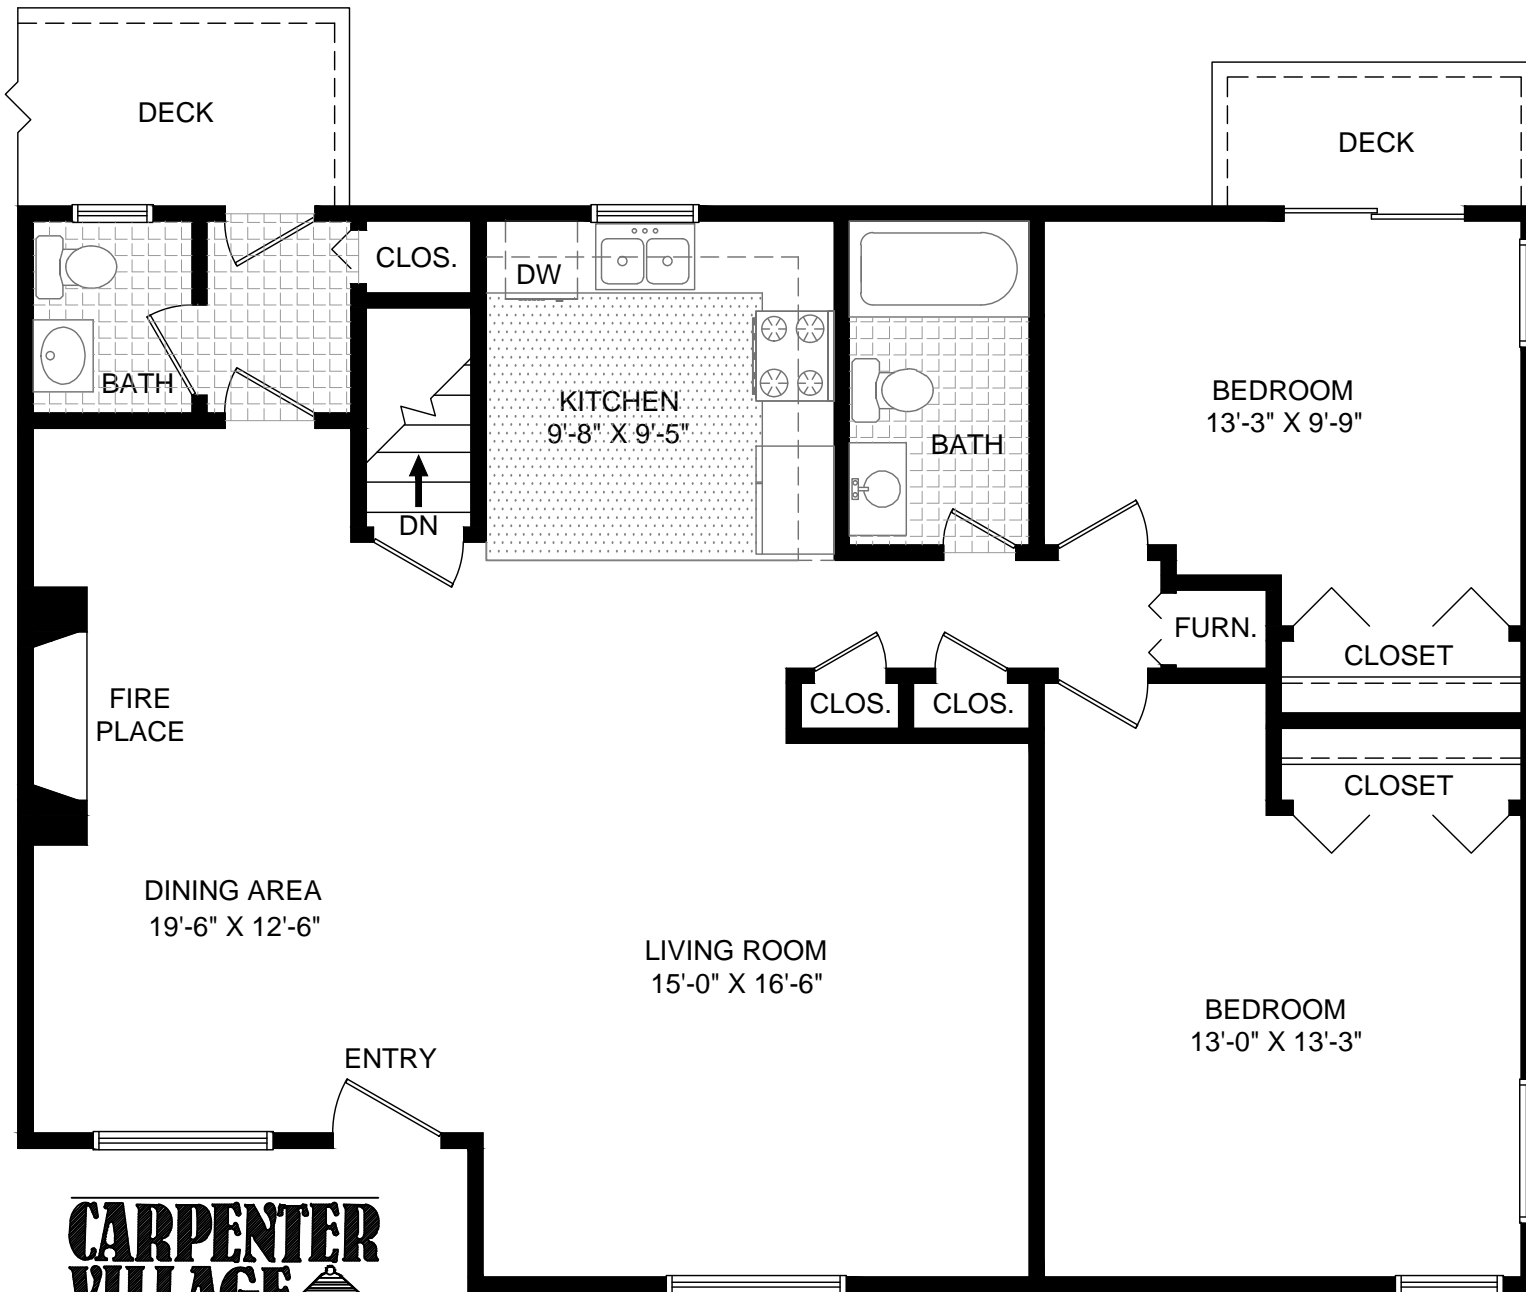 DECK
DECK
CLOS.
DW
BATH
KITCHEN
9'-8" X 9'-5"
BATH
BEDROOM
13'-3" X 9'-9"
DN
FURN.
CLOSET
FIRE
PLACE
CLOS.
CLOS.
CLOSET
DINING AREA
19'-6" X 12'-6"
LIVING ROOM
15'-0" X 16'-6"
BEDROOM
13'-0" X 13'-3"
ENTRY
CARPENTER
VILLAGE